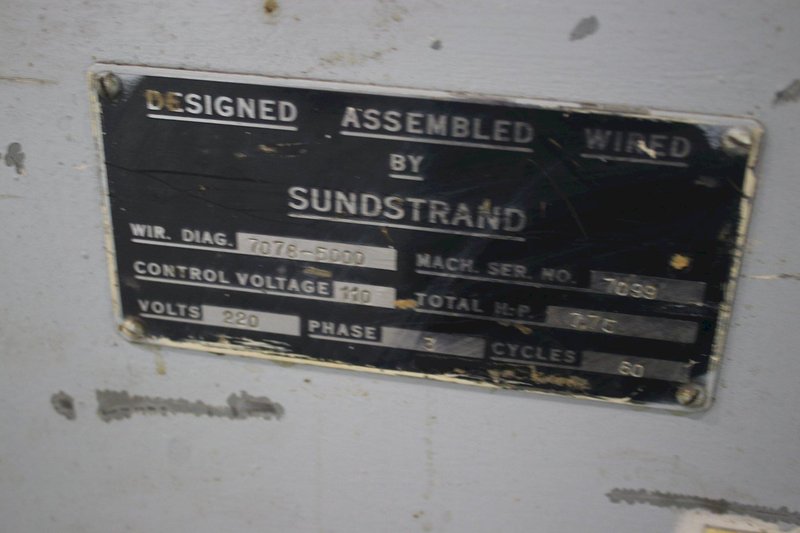 DESIGNED ASSEMBLED WIRED
BY
SUNDSTRAND
WIR. DIAG. 7078-5000 MACH. SER. NO. 7099
CONTROL VOLTAGE 110 TOTAL H.P.
VOLTS 220 PHASE 3 CYCLES 60